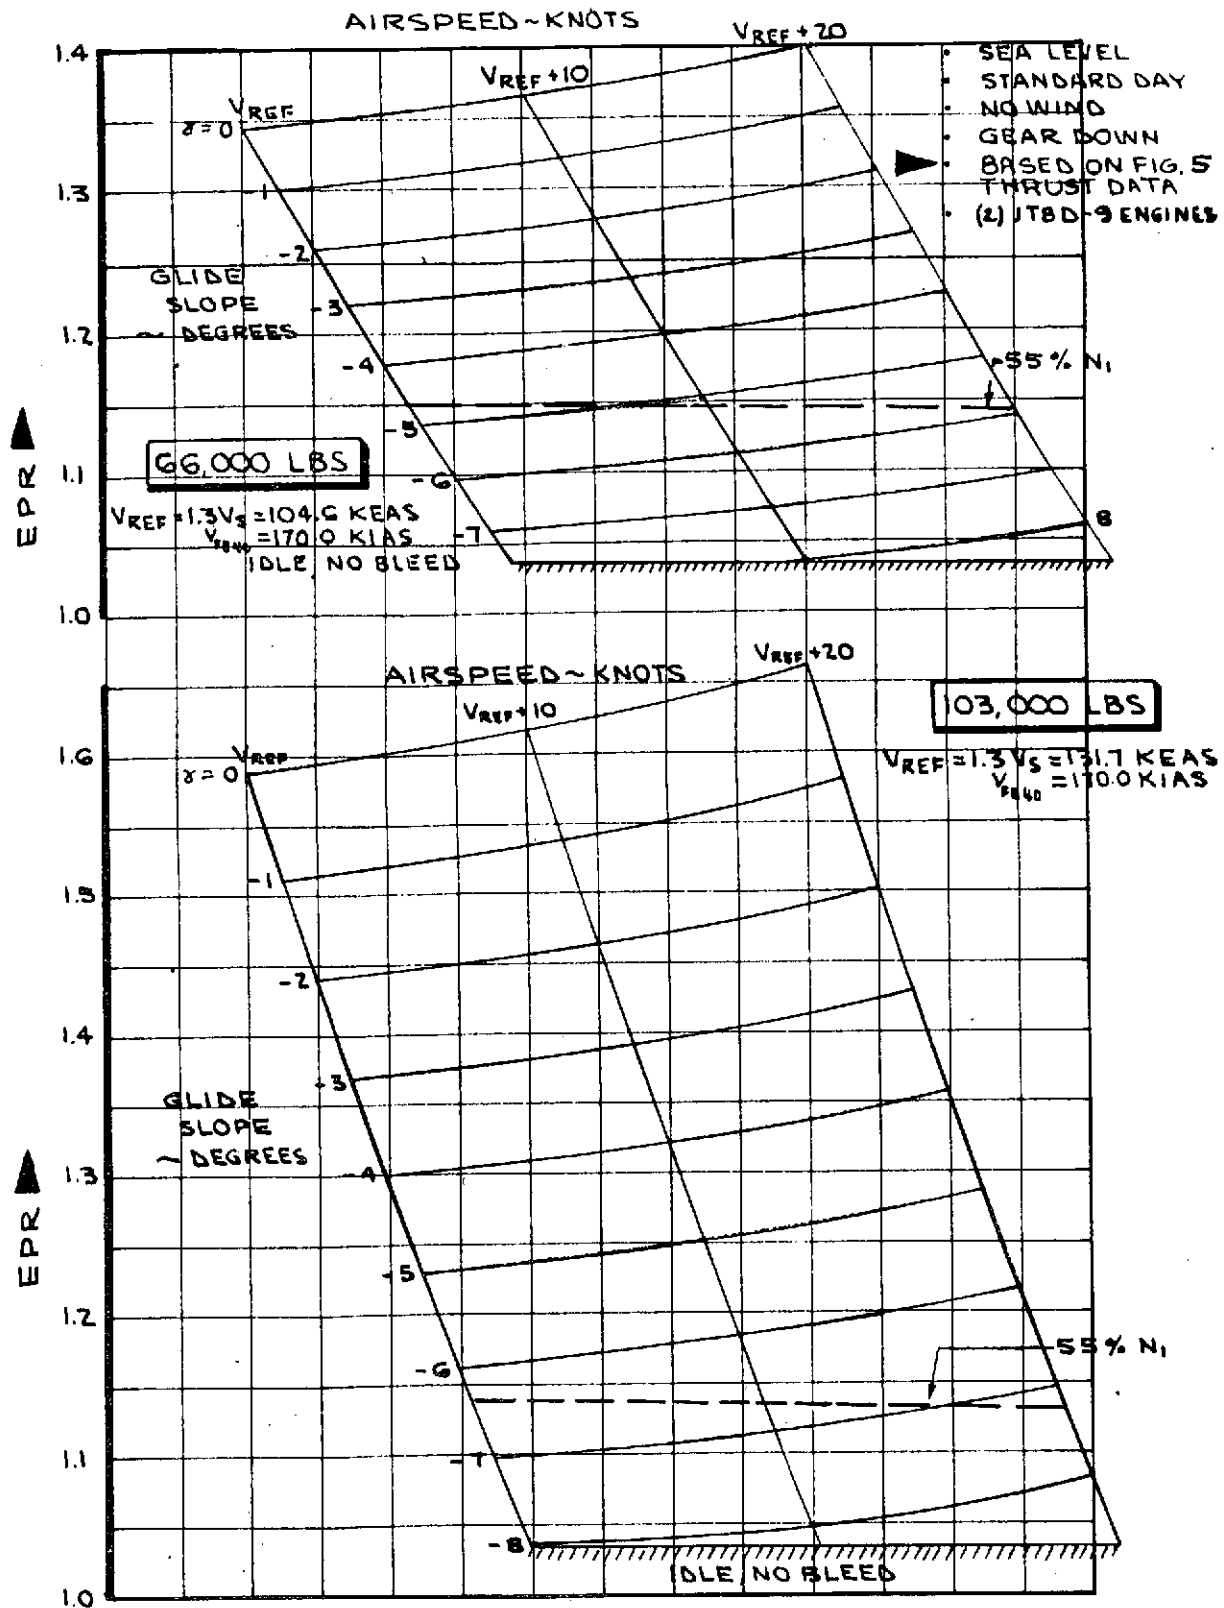 AIRSPEED ~ KNOTS
VREF + 20
VREF +10
VREF
γ = 0
1.4
• SEA LEVEL
• STANDARD DAY
• NO WIND
• GEAR DOWN
• BASED ON FIG. 5
THRUST DATA
• (2) JT8D-9 ENGINES
1.3
-1
-2
GLIDE
SLOPE
~ DEGREES
-3
1.2
-4
55% N₁
-5
66,000 LBS
-6
1.1
EPR
VREF = 1.3 VS = 104.6 KEAS
= 170.0 KIAS
IDLE, NO BLEED
-7
8
1.0
AIRSPEED ~ KNOTS
VREF +20
VREF +10
103,000 LBS
VREF = 1.3 VS = 131.7 KEAS
= 170.0 KIAS
VREF
γ = 0
1.6
-1
1.5
-2
1.4
-3
GLIDE
SLOPE
~ DEGREES
-4
1.3
EPR
-5
1.2
-6
55% N₁
-7
1.1
-8
IDLE, NO BLEED
1.0